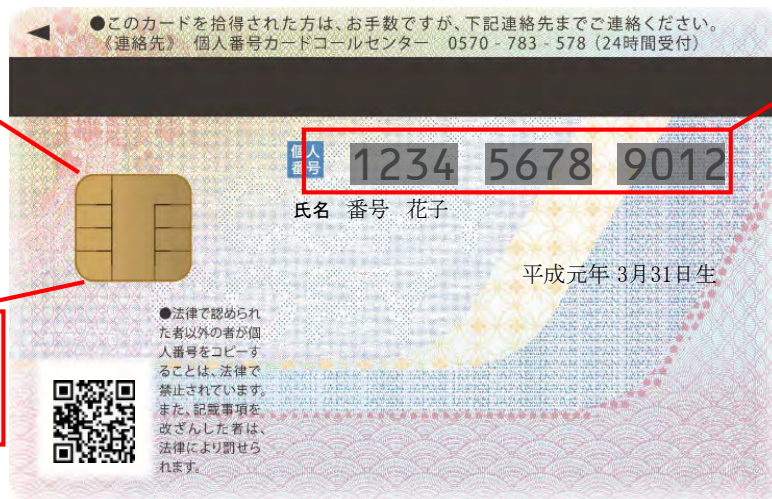 ●このカードを拾得された方は、お手数ですが、下記連絡先までご連絡ください。
《連絡先》 個人番号カードコールセンター 0570 - 783 - 578 (24時間受付)
個人番号 1234 5678 9012
氏名 番号 花子
平成元年 3月31日生
●法律で認められ
た者以外の者が個
人番号をコピーす
ることは、法律で
禁止されています。
また、記載事項を
改ざんした者は、
法律により罰せら
れます。